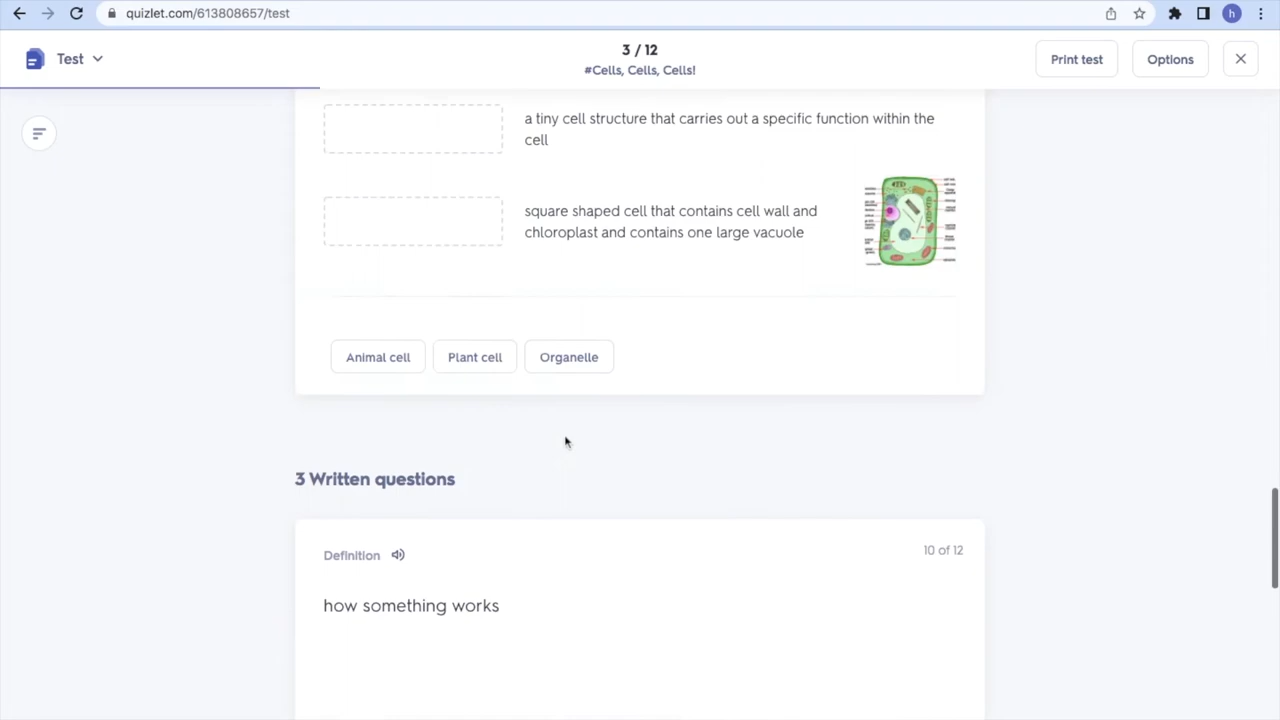 quizlet.com/613808657/test
h
Test
3 / 12
#Cells, Cells, Cells!
Print test
Options
a tiny cell structure that carries out a specific function within the
cell
square shaped cell that contains cell wall and
chloroplast and contains one large vacuole
Animal cell
Plant cell
Organelle
3 Written questions
Definition
10 of 12
how something works